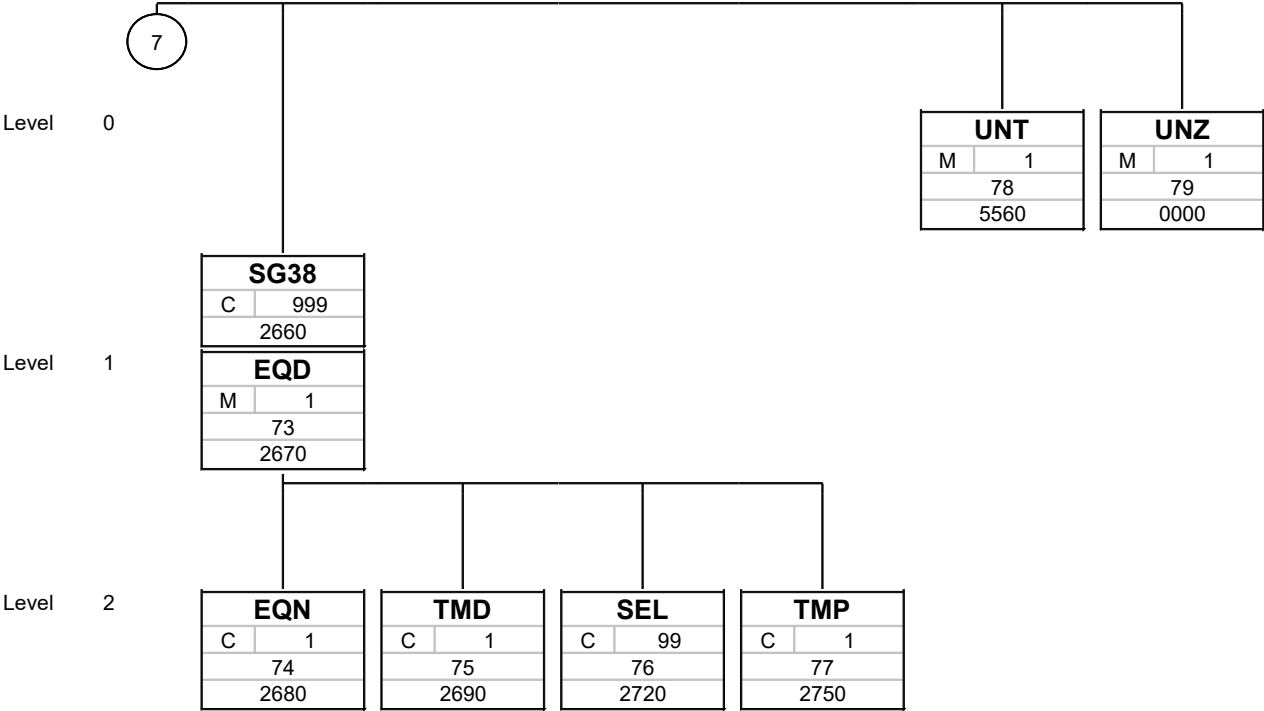 7
Level 0
UNT UNZ
M 1 M 1
78 79
5560 0000
SG38
C 999
2660
Level 1
EQD
M 1
73
2670
Level 2
EQN TMD SEL TMP
C 1 C 1 C 99 C 1
74 75 76 77
2680 2690 2720 2750